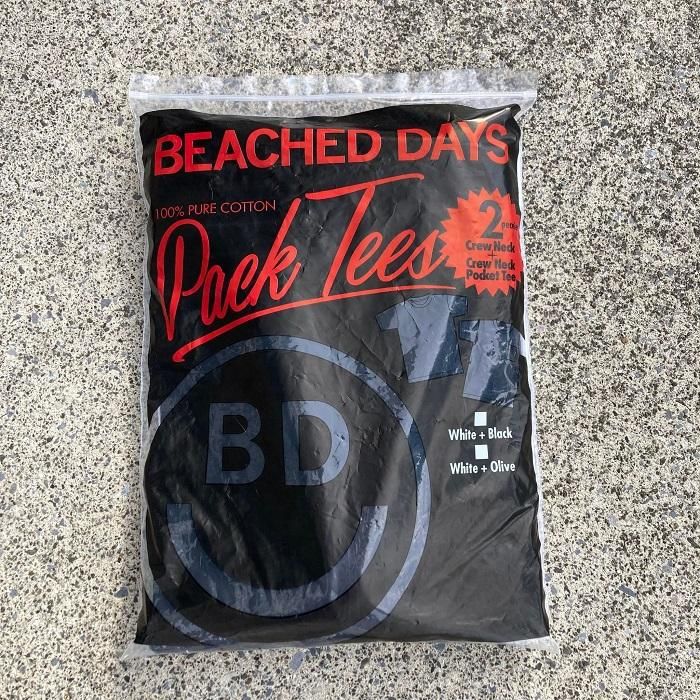 BEACHED DAYS
100% PURE COTTON
Pack Tees
2
Crew Neck
+
Crew Neck
Pocket Tee
BD
White + Black
White + Olive